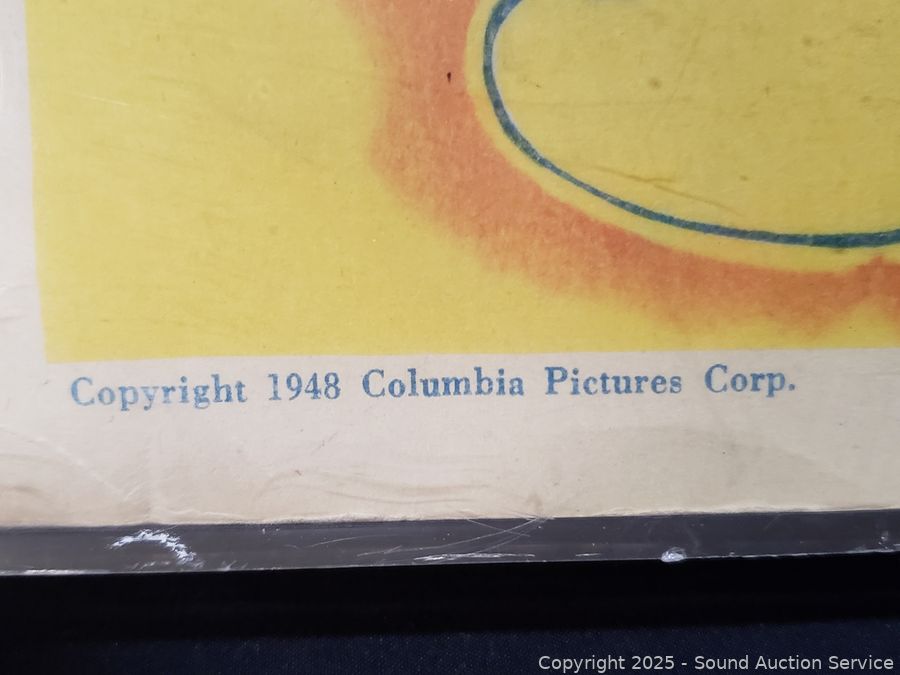 Copyright 1948 Columbia Pictures Corp.
Copyright 2025 - Sound Auction Service